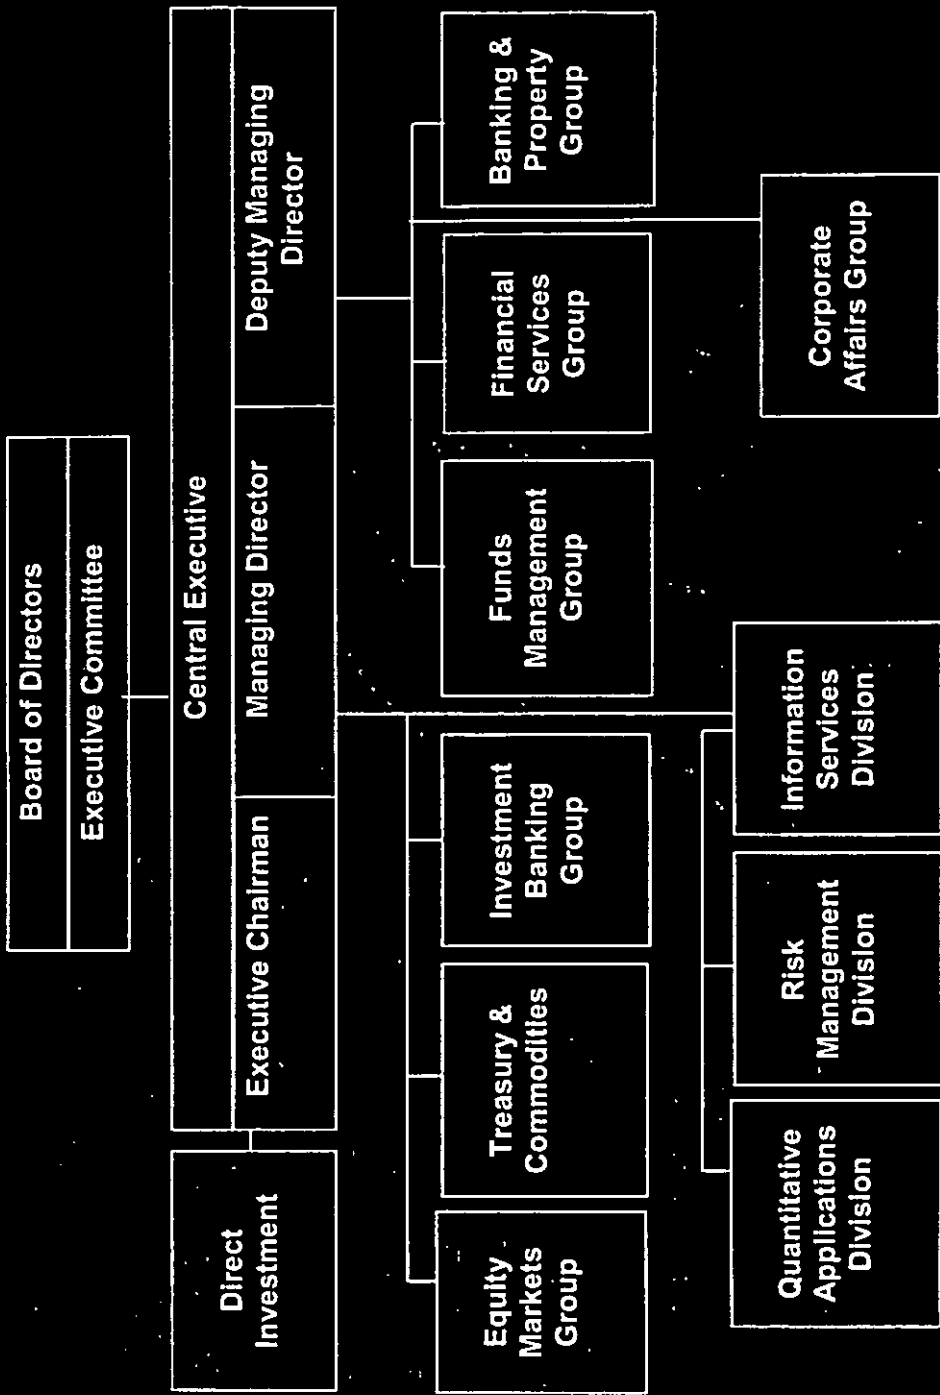 Board of Directors
Executive Committee
Central Executive
Executive Chairman
Managing Director
Deputy Managing
Director
Direct
Investment
Equity
Markets
Group
Treasury &
Commodities
Investment
Banking
Group
Funds
Management
Group
Financial
Services
Group
Banking &
Property
Group
Quantitative
Applications
Division
Risk
Management
Division
Information
Services
Division
Corporate
Affairs Group